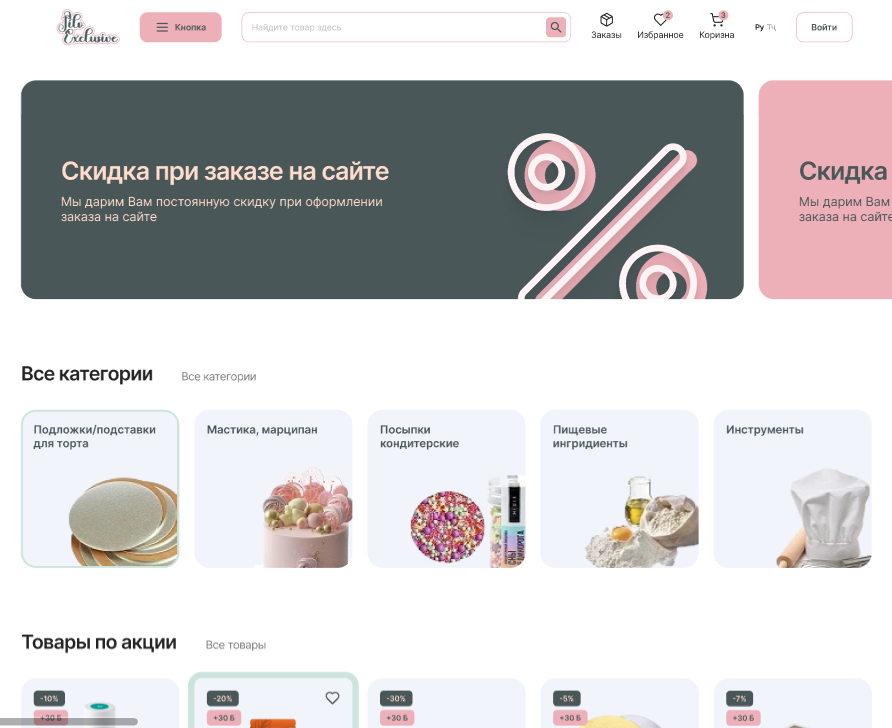 Exclusive
Кнопка
Найдите товар здесь
Заказы
2
Избранное
3
Коризна
Ру Тҷ
Войти
Скидка при заказе на сайте
Мы дарим Вам постоянную скидку при оформлении
заказа на сайте
Скидка
Мы дарим Вам
заказа на сайте
Все категории
Все категории
Подложки/подставки
для торта
Мастика, марципан
Посыпки
кондитерские
Пищевые
ингридиенты
Инструменты
Товары по акции
Все товары
-10%
+30 Б
-20%
+30 Б
-30%
+30 Б
-5%
+30 Б
-7%
+30 Б